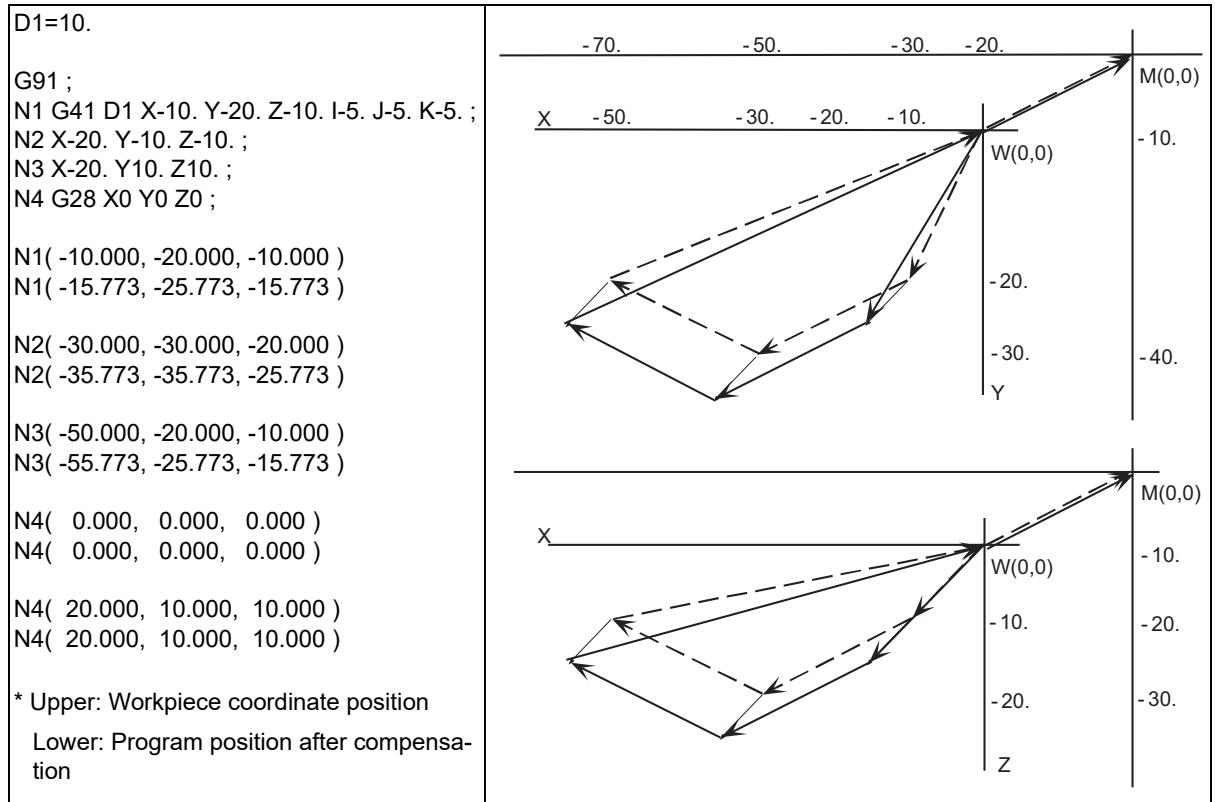 D1=10.
G91 ;
N1 G41 D1 X-10. Y-20. Z-10. I-5. J-5. K-5. ;
N2 X-20. Y-10. Z-10. ;
N3 X-20. Y10. Z10. ;
N4 G28 X0 Y0 Z0 ;
N1( -10.000, -20.000, -10.000 )
N1( -15.773, -25.773, -15.773 )
N2( -30.000, -30.000, -20.000 )
N2( -35.773, -35.773, -25.773 )
N3( -50.000, -20.000, -10.000 )
N3( -55.773, -25.773, -15.773 )
N4( 0.000, 0.000, 0.000 )
N4( 0.000, 0.000, 0.000 )
N4( 20.000, 10.000, 10.000 )
N4( 20.000, 10.000, 10.000 )
* Upper: Workpiece coordinate position
Lower: Program position after compensa-
tion
-70. -50. -30. -20.
M(0,0)
X -50. -30. -20. -10.
-10.
W(0,0)
-20.
-30.
-40.
Y
M(0,0)
X
-10.
W(0,0)
-10.
-20.
-20.
-30.
Z